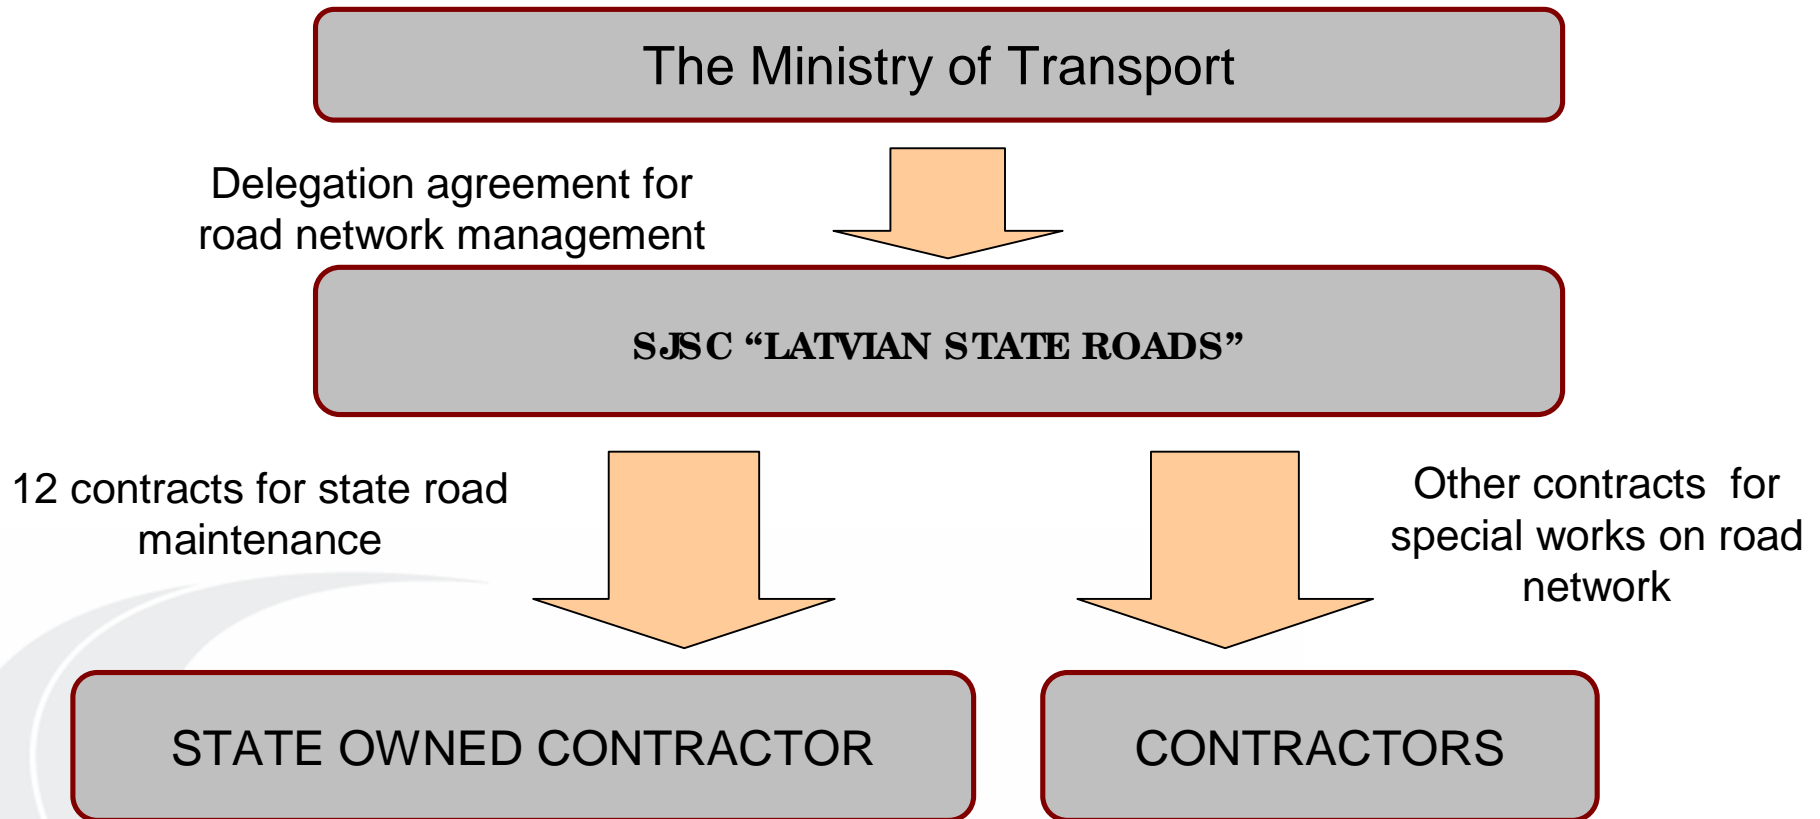 The Ministry of Transport
Delegation agreement for
road network management
SJSC “LATVIAN STATE ROADS”
12 contracts for state road
maintenance
Other contracts for
special works on road
network
STATE OWNED CONTRACTOR
CONTRACTORS